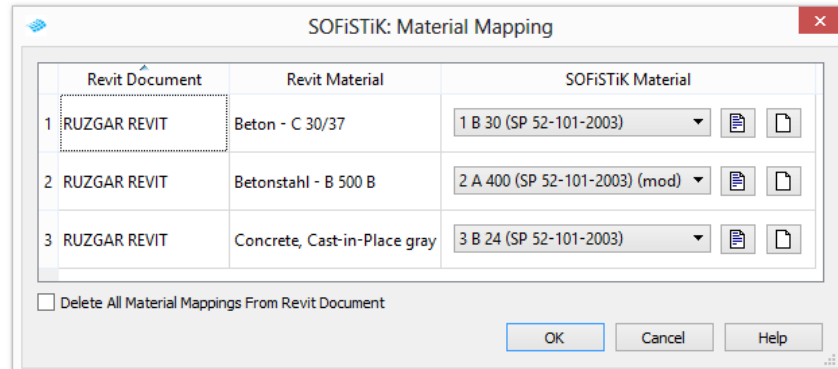 SOFiSTiK: Material Mapping
Revit Document Revit Material SOFiSTiK Material
1 RUZGAR REVIT Beton - C 30/37 1 B 30 (SP 52-101-2003)
2 RUZGAR REVIT Betonstahl - B 500 B 2 A 400 (SP 52-101-2003) (mod)
3 RUZGAR REVIT Concrete, Cast-in-Place gray 3 B 24 (SP 52-101-2003)
Delete All Material Mappings From Revit Document
OK Cancel Help